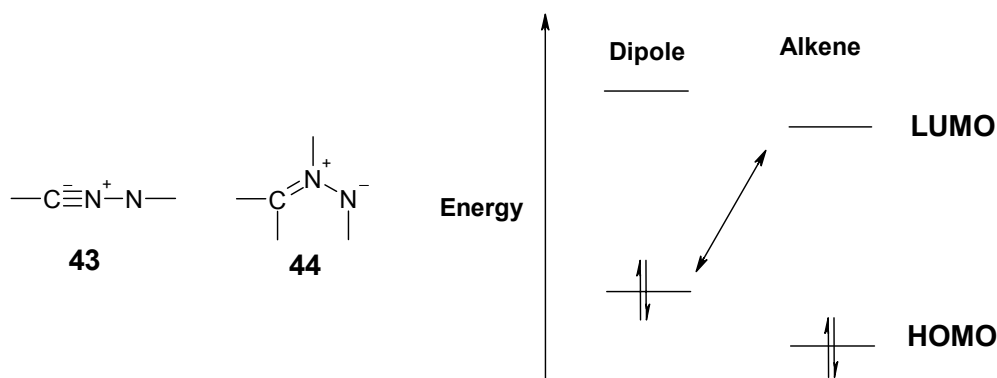 Dipole
Alkene
LUMO
Energy
HOMO
C≡N⁺–N
−
43
C=N⁺–N⁻
44